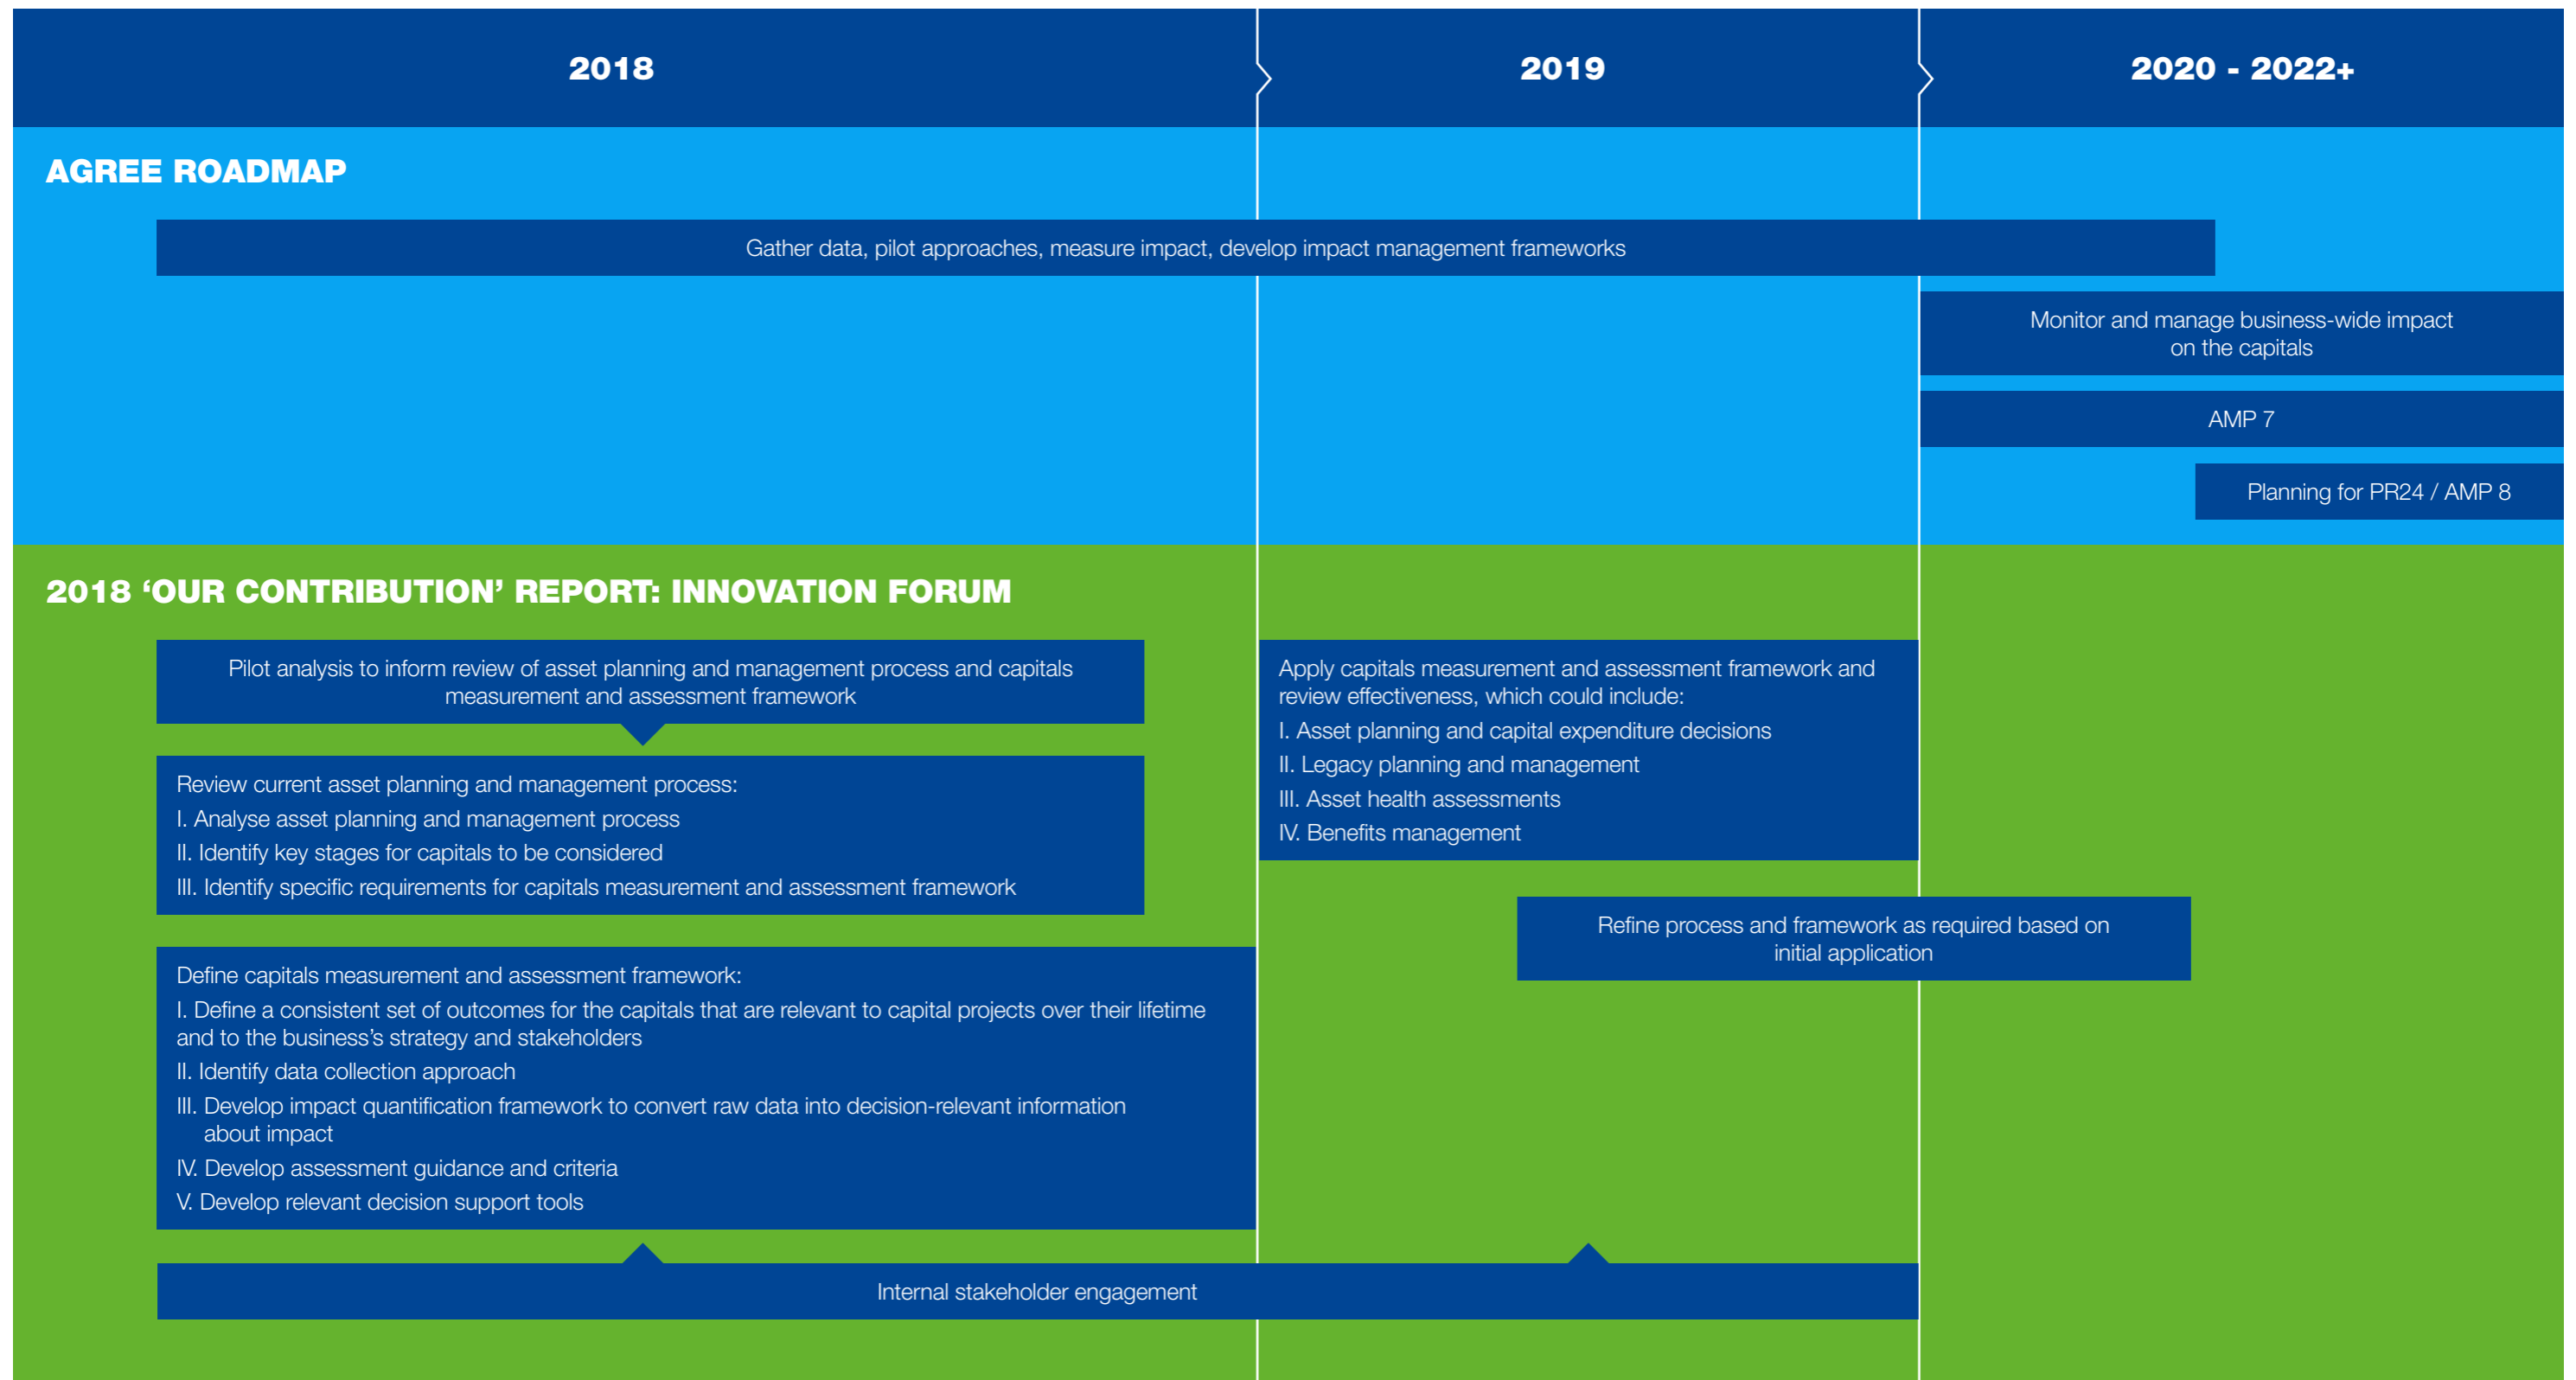 2018
2019
2020 - 2022+
AGREE ROADMAP
Gather data, pilot approaches, measure impact, develop impact management frameworks
Monitor and manage business-wide impact
on the capitals
AMP 7
Planning for PR24 / AMP 8
2018 ‘OUR CONTRIBUTION’ REPORT: INNOVATION FORUM
Pilot analysis to inform review of asset planning and management process and capitals
measurement and assessment framework
Review current asset planning and management process:
I. Analyse asset planning and management process
II. Identify key stages for capitals to be considered
III. Identify specific requirements for capitals measurement and assessment framework
Define capitals measurement and assessment framework:
I. Define a consistent set of outcomes for the capitals that are relevant to capital projects over their lifetime
and to the business’s strategy and stakeholders
II. Identify data collection approach
III. Develop impact quantification framework to convert raw data into decision-relevant information
about impact
IV. Develop assessment guidance and criteria
V. Develop relevant decision support tools
Apply capitals measurement and assessment framework and
review effectiveness, which could include:
I. Asset planning and capital expenditure decisions
II. Legacy planning and management
III. Asset health assessments
IV. Benefits management
Refine process and framework as required based on
initial application
Internal stakeholder engagement